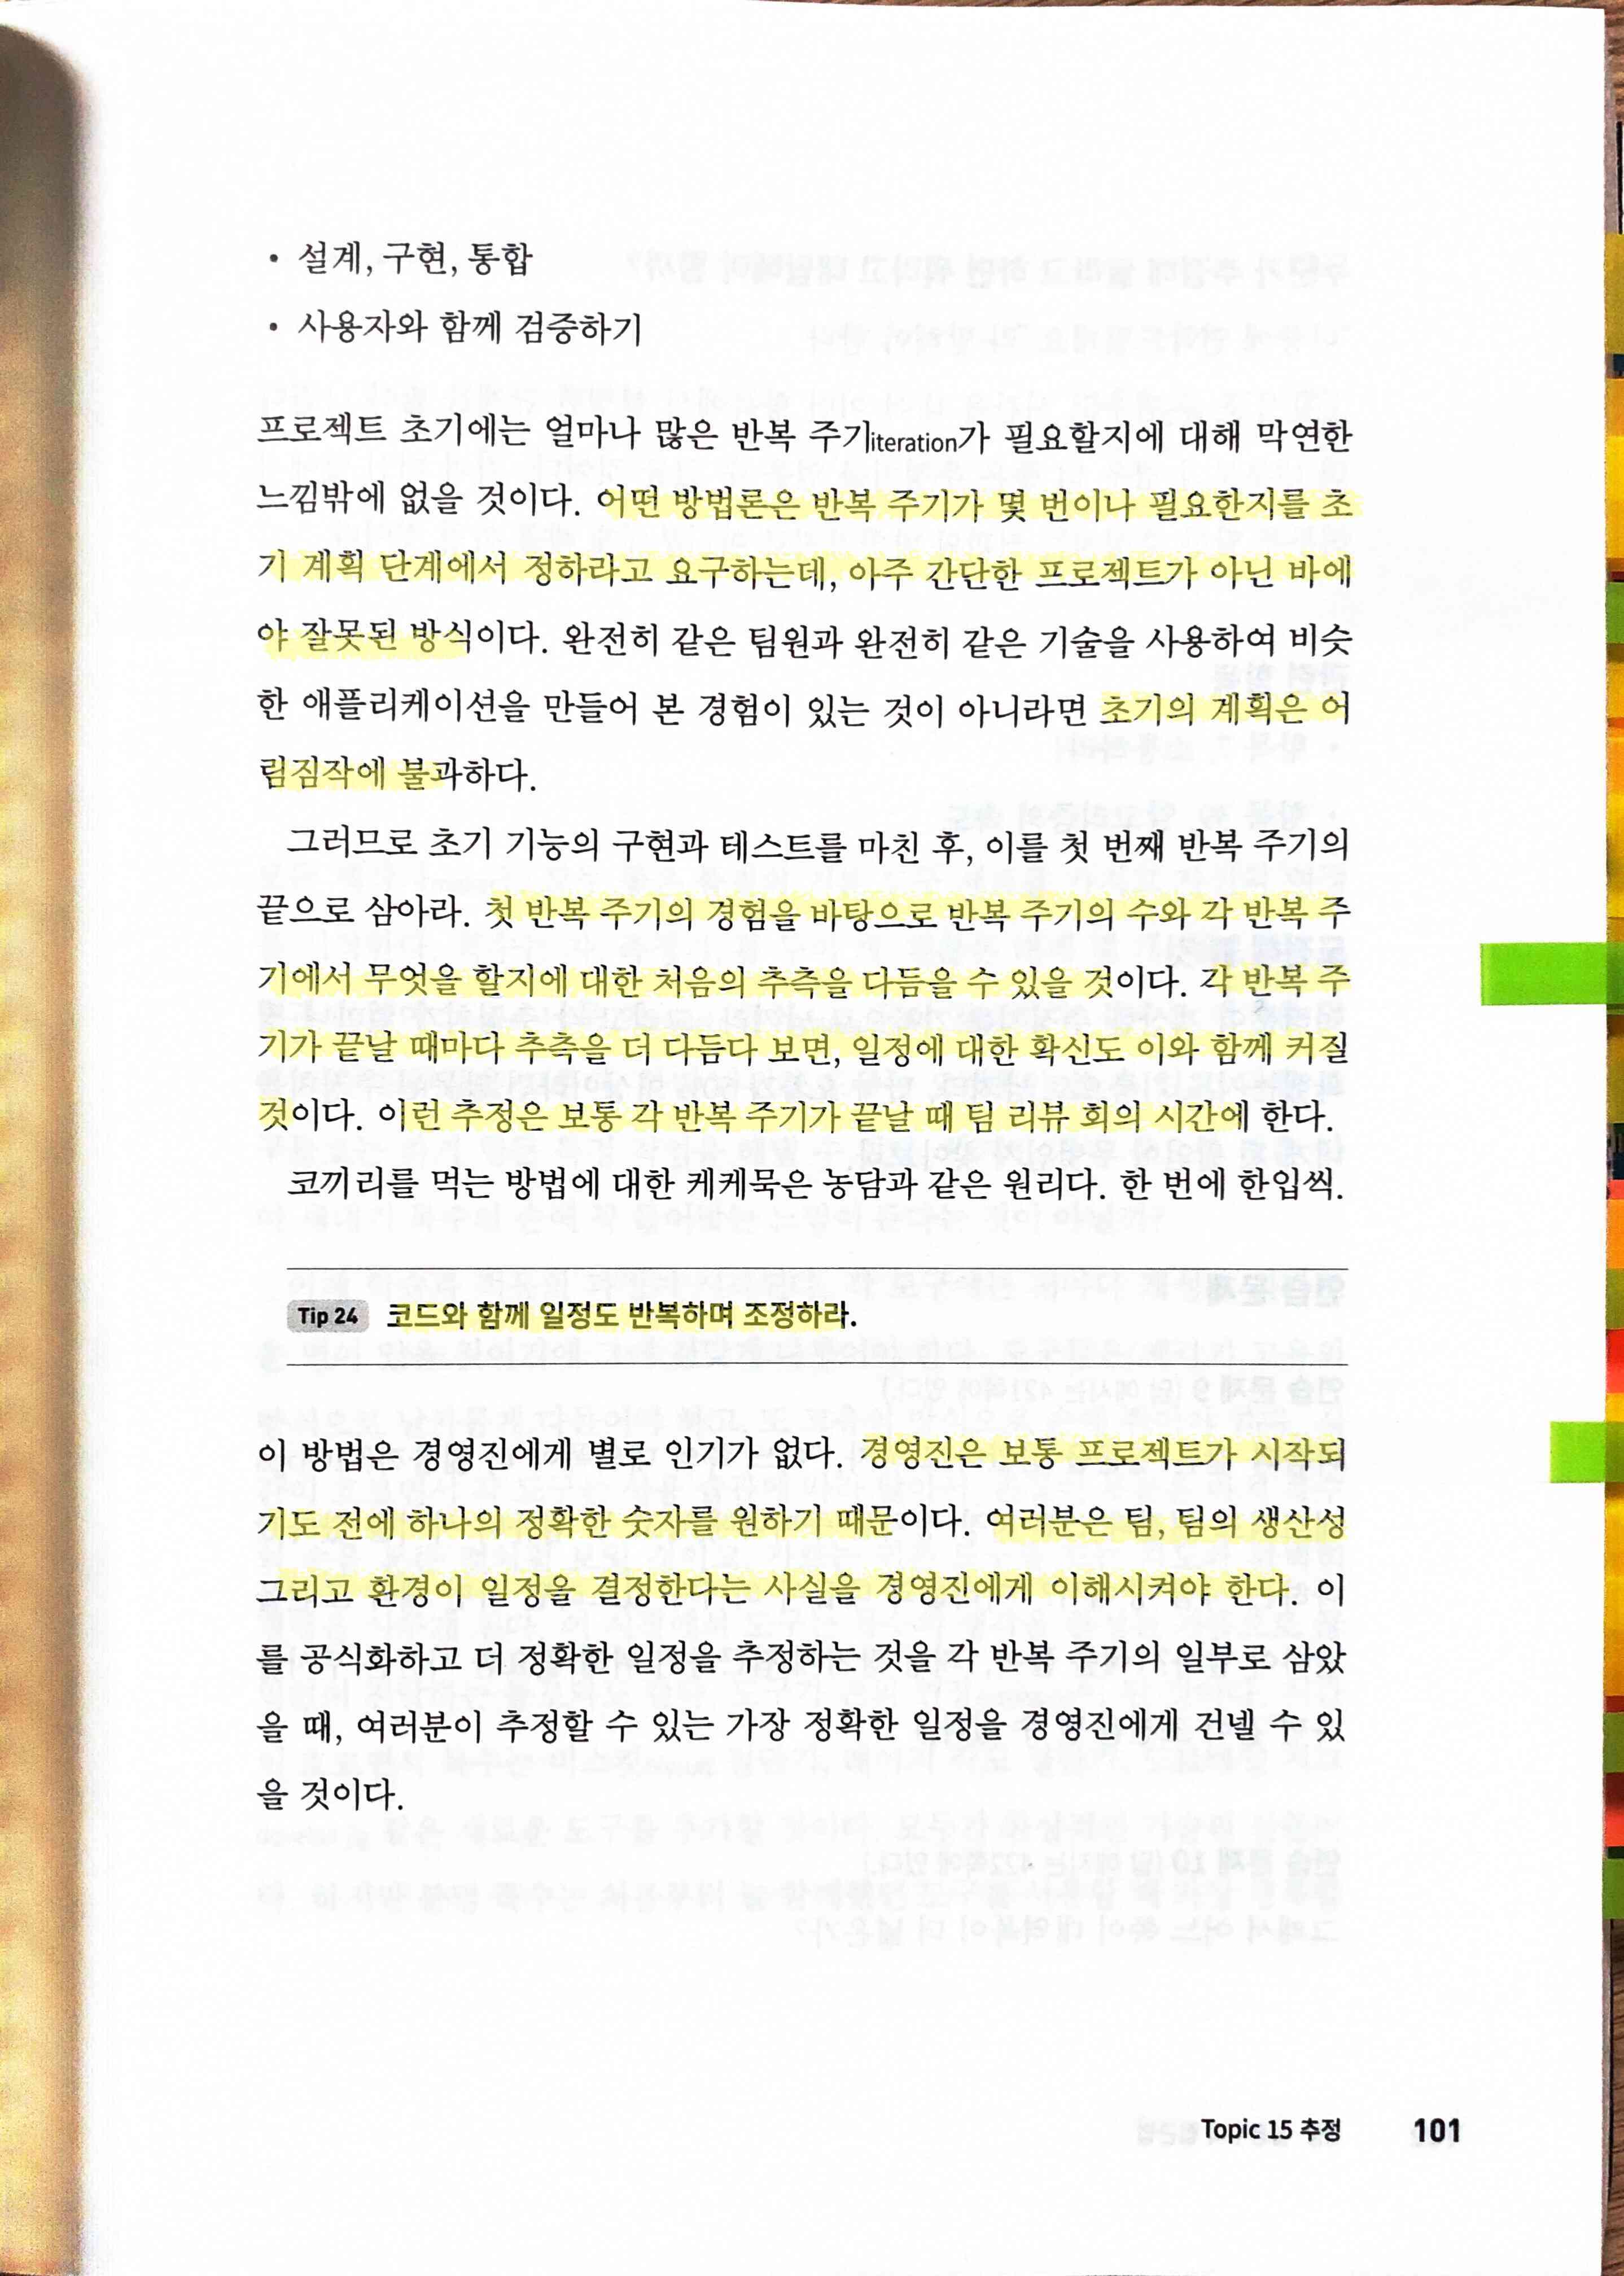 • 설계, 구현, 통합
• 사용자와 함께 검증하기
프로젝트 초기에는 얼마나 많은 반복 주기iteration가 필요할지에 대해 막연한
느낌밖에 없을 것이다. 어떤 방법론은 반복 주기가 몇 번이나 필요한지를 초
기 계획 단계에서 정하라고 요구하는데, 아주 간단한 프로젝트가 아닌 바에
야 잘못된 방식이다. 완전히 같은 팀원과 완전히 같은 기술을 사용하여 비슷
한 애플리케이션을 만들어 본 경험이 있는 것이 아니라면 초기의 계획은 어
림짐작에 불과하다.
그러므로 초기 기능의 구현과 테스트를 마친 후, 이를 첫 번째 반복 주기의
끝으로 삼아라. 첫 반복 주기의 경험을 바탕으로 반복 주기의 수와 각 반복 주
기에서 무엇을 할지에 대한 처음의 추측을 다듬을 수 있을 것이다. 각 반복 주
기가 끝날 때마다 추측을 더 다듬다 보면, 일정에 대한 확신도 이와 함께 커질
것이다. 이런 추정은 보통 각 반복 주기가 끝날 때 팀 리뷰 회의 시간에 한다.
코끼리를 먹는 방법에 대한 케케묵은 농담과 같은 원리다. 한 번에 한입씩.
Tip 24 코드와 함께 일정도 반복하며 조정하라.
이 방법은 경영진에게 별로 인기가 없다. 경영진은 보통 프로젝트가 시작되
기도 전에 하나의 정확한 숫자를 원하기 때문이다. 여러분은 팀, 팀의 생산성
그리고 환경이 일정을 결정한다는 사실을 경영진에게 이해시켜야 한다. 이
를 공식화하고 더 정확한 일정을 추정하는 것을 각 반복 주기의 일부로 삼았
을 때, 여러분이 추정할 수 있는 가장 정확한 일정을 경영진에게 건넬 수 있
을 것이다.
Topic 15 추정 101